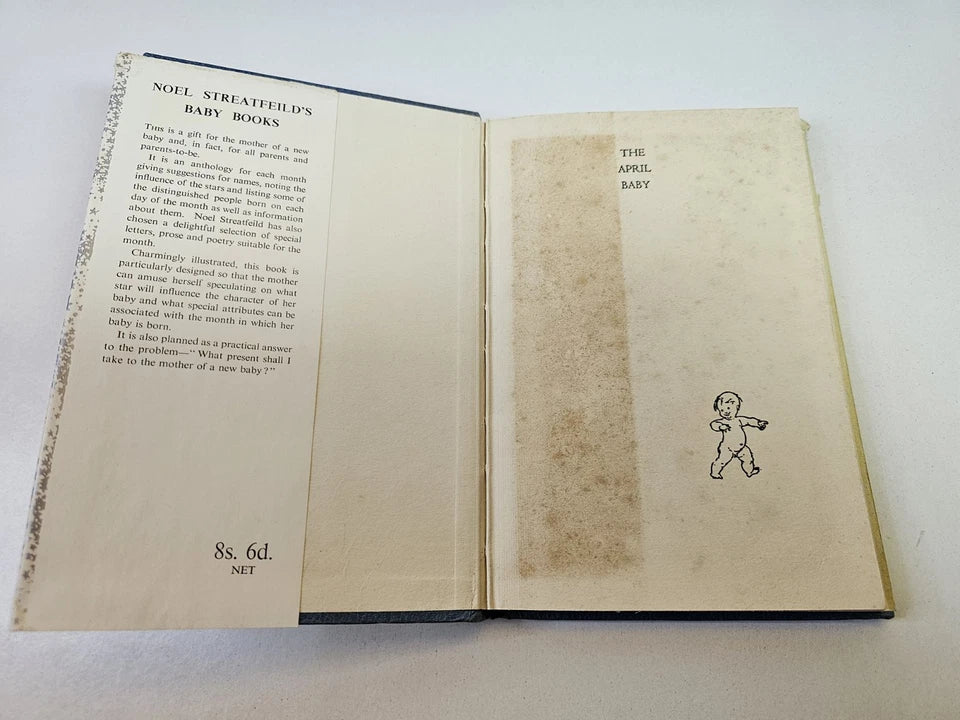 NOEL STREATFEILD'S
BABY BOOKS
THIS is a gift for the mother of a new
baby and, in fact, for all parents and
parents-to-be.
It is an anthology for each month
giving suggestions for names, noting the
influence of the stars and listing some of
the distinguished people born on each
day of the month as well as information
about them. Noel Streatfeild has also
chosen a delightful selection of special
letters, prose and poetry suitable for the
month.
Charmingly illustrated, this book is
particularly designed so that the mother
can amuse herself speculating on what
star will influence the character of her
baby and what special attributes can be
associated with the month in which her
baby is born.
It is also planned as a practical answer
to the problem—"What present shall I
take to the mother of a new baby?"
8s. 6d.
NET
THE
APRIL
BABY